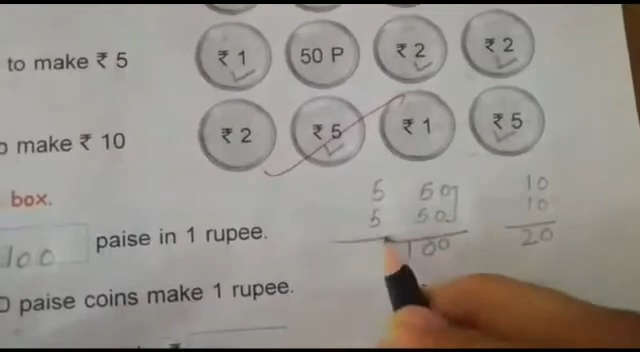 to make ₹ 5 ₹ 1 50 P ₹ 2 ₹ 2
make ₹ 10 ₹ 2 ₹ 5 ₹ 1 ₹ 5
box.
5 50 10
5 50 10
100 paise in 1 rupee.
100 20
paise coins make 1 rupee.